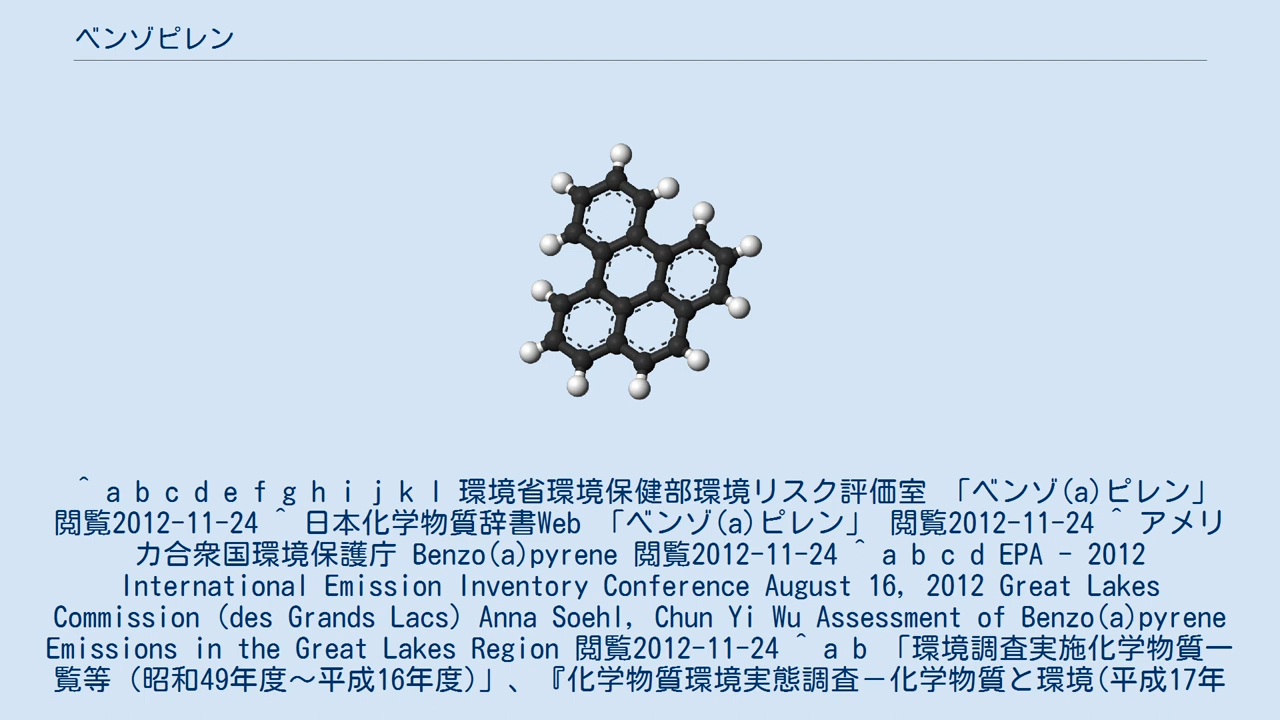 ベンゾピレン
^ a b c d e f g h i j k l 環境省環境保健部環境リスク評価室 「ベンゾ(a)ピレン」
閲覧2012-11-24 ^ 日本化学物質辞書Web 「ベンゾ(a)ピレン」 閲覧2012-11-24 ^ アメリ
カ合衆国環境保護庁 Benzo(a)pyrene 閲覧2012-11-24 ^ a b c d EPA - 2012
International Emission Inventory Conference August 16, 2012 Great Lakes
Commission (des Grands Lacs) Anna Soehl, Chun Yi Wu Assessment of Benzo(a)pyrene
Emissions in the Great Lakes Region 閲覧2012-11-24 ^ a b 「環境調査実施化学物質一
覧等 (昭和49年度～平成16年度)」、『化学物質環境実態調査－化学物質と環境(平成17年